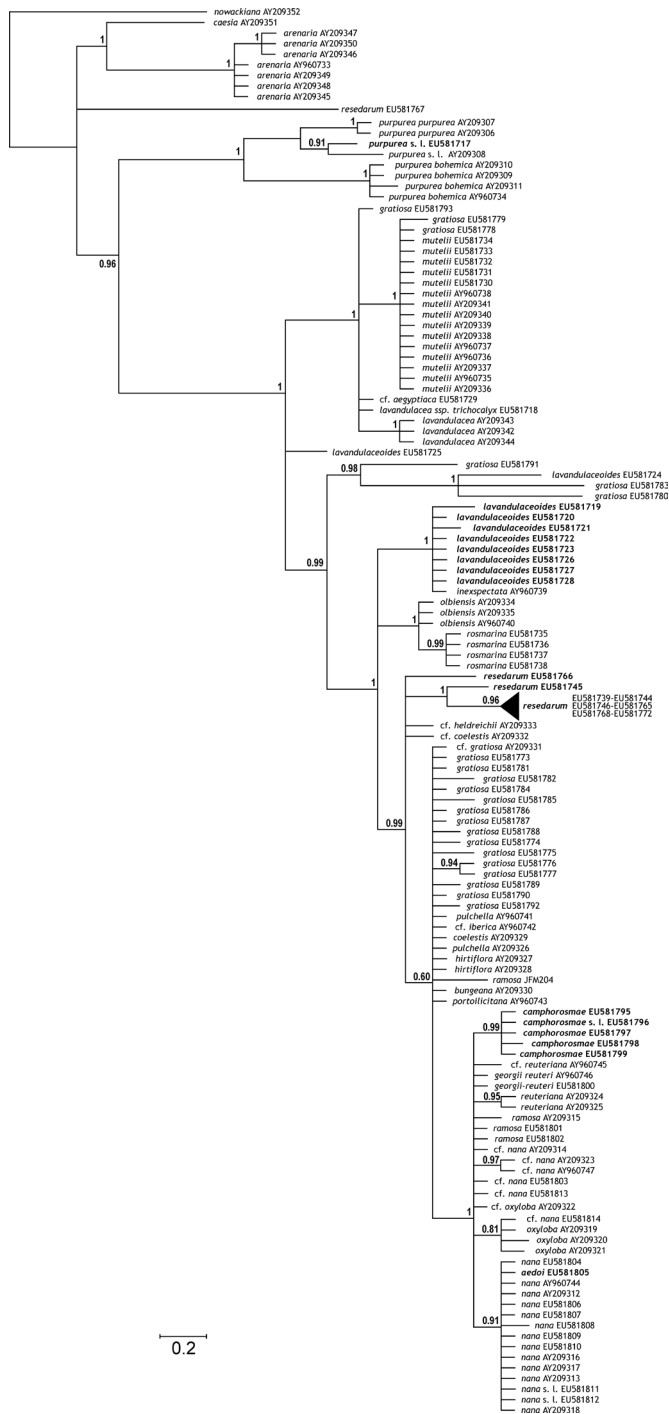 nowackiana AY209352
caesia AY209351
1
arenaria AY209347
1
arenaria AY209350
arenaria AY209346
arenaria AY960733
arenaria AY209349
arenaria AY209348
arenaria AY209345
resedarum EU581767
1
purpurea purpurea AY209307
purpurea purpurea AY209306
0.91
purpurea s. l. EU581717
purpurea s. l. AY209308
1
purpurea bohemica AY209310
1
purpurea bohemica AY209309
purpurea bohemica AY209311
purpurea bohemica AY960734
gratiosa EU581793
0.96
gratiosa EU581779
gratiosa EU581778
mutelii EU581734
mutelii EU581733
mutelii EU581732
mutelii EU581731
mutelii EU581730
1
mutelii AY960738
mutelii AY209341
1
mutelii AY209340
mutelii AY209339
mutelii AY209338
mutelii AY960737
mutelii AY960736
mutelii AY209337
mutelii AY960735
1
mutelii AY209336
cf. aegyptiaca EU581729
lavandulacea ssp. trichocalyx EU581718
lavandulacea AY209343
1
lavandulacea AY209342
lavandulacea AY209344
lavandulaceoides EU581725
0.98
gratiosa EU581791
lavandulaceoides EU581724
1
gratiosa EU581783
gratiosa EU581780
lavandulaceoides EU581719
lavandulaceoides EU581720
lavandulaceoides EU581721
lavandulaceoides EU581722
1
lavandulaceoides EU581723
0.99
lavandulaceoides EU581726
lavandulaceoides EU581727
lavandulaceoides EU581728
inexspectata AY960739
olbiensis AY209334
olbiensis AY209335
1
olbiensis AY960740
rosmarina EU581735
0.99
rosmarina EU581736
rosmarina EU581737
rosmarina EU581738
resedarum EU581766
1
1
resedarum EU581745
0.96
resedarum
EU581739-EU581744
EU581746-EU581765
EU581768-EU581772
cf. heldreichii AY209333
cf. coelestis AY209332
cf. gratiosa AY209331
gratiosa EU581773
gratiosa EU581781
gratiosa EU581782
gratiosa EU581784
gratiosa EU581785
gratiosa EU581786
gratiosa EU581787
0.99
gratiosa EU581788
gratiosa EU581774
gratiosa EU581775
0.94
gratiosa EU581776
gratiosa EU581777
gratiosa EU581789
gratiosa EU581790
gratiosa EU581792
pulchella AY960741
cf. iberica AY960742
coelestis AY209329
pulchella AY209326
hirtiflora AY209327
hirtiflora AY209328
0.60
ramosa JFM204
bungeana AY209330
portoilicitana AY960743
camphorosmae EU581795
camphorosmae s. l. EU581796
0.99
camphorosmae EU581797
camphorosmae EU581798
camphorosmae EU581799
cf. reuteriana AY960745
georgii reuteri AY960746
georgii-reuteri EU581800
0.95
reuteriana AY209324
reuteriana AY209325
ramosa AY209315
ramosa EU581801
ramosa EU581802
cf. nana AY209314
0.97
cf. nana AY209323
cf. nana AY960747
cf. nana EU581803
cf. nana EU581813
cf. oxyloba AY209322
1
cf. nana EU581814
0.81
oxyloba AY209319
oxyloba AY209320
oxyloba AY209321
nana EU581804
aedoi EU581805
nana AY960744
nana AY209312
nana EU581806
nana EU581807
0.91
nana EU581808
nana EU581809
nana EU581810
nana AY209316
nana AY209317
nana AY209313
nana s. l. EU581811
nana s. l. EU581812
nana AY209318
0.2